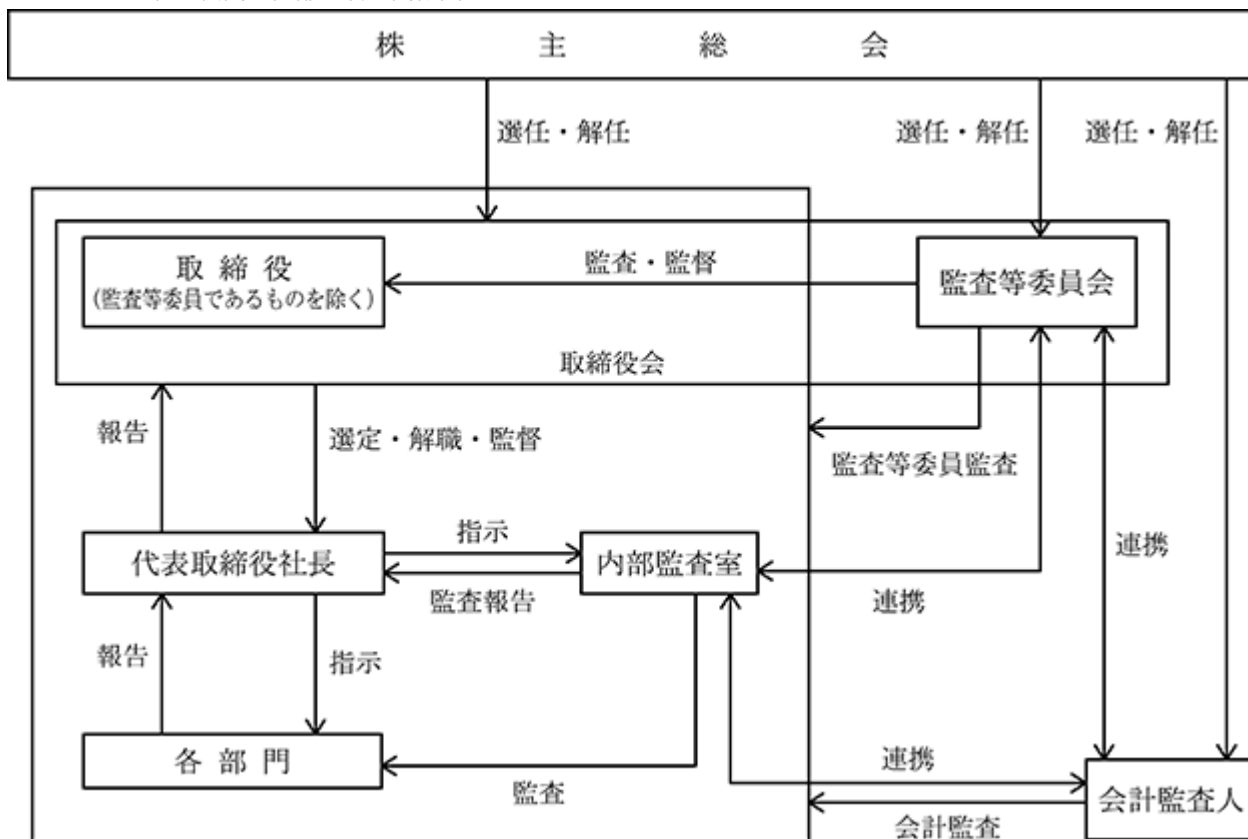 株主総会
選任・解任
選任・解任
選任・解任
取締役
(監査等委員であるものを除く)
監査・監督
監査等委員会
取締役会
報告
選定・解職・監督
監査等委員監査
代表取締役社長
指示
監査報告
内部監査室
連携
連携
報告
指示
各部門
監査
連携
会計監査
会計監査人